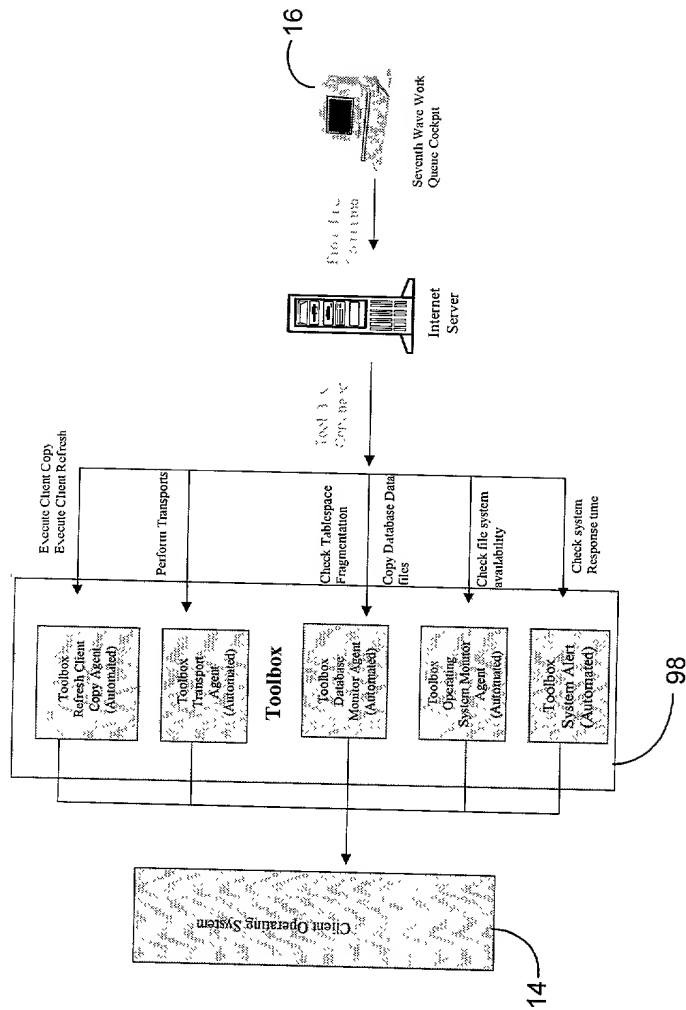 16
Seventh Wave Work
Queue Cockpit
Internet
Server
Execute Client Copy
Execute Client Refresh
Perform Transports
Check Tablespace
Fragmentation
Copy Database Data
files
Check file system
availability
Check system
Response time
Toolbox
Refresh Client
Copy Agent
(Automated)
Toolbox
Transport
Agent
(Automated)
Toolbox
Toolbox
Database
Monitor Agent
(Automated)
Toolbox
Operating
System Monitor
Agent
(Automated)
Toolbox
System Alert
(Automated)
98
Client Operating System
14